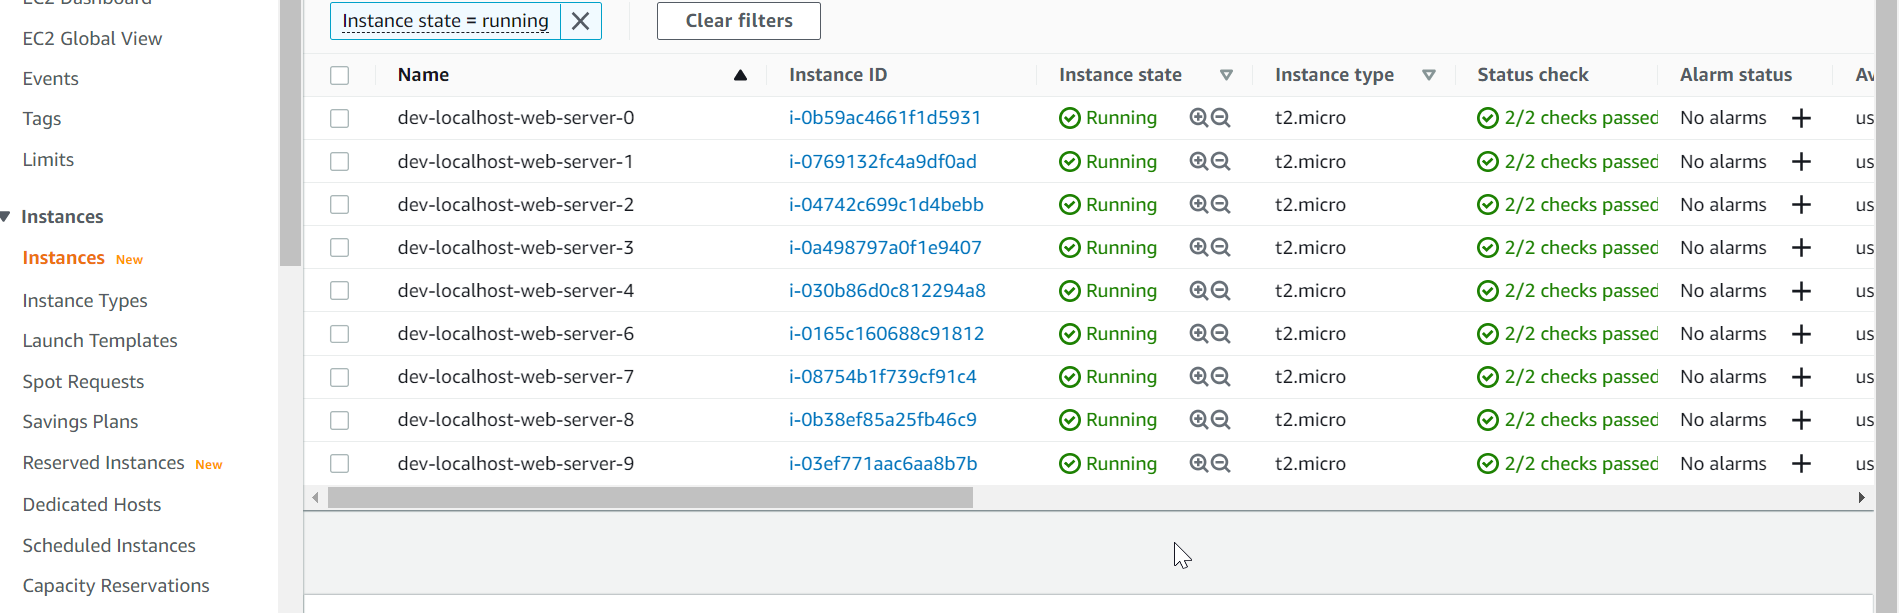 EC2 Dashboard
EC2 Global View
Events
Tags
Limits
Instances
Instances New
Instance Types
Launch Templates
Spot Requests
Savings Plans
Reserved Instances New
Dedicated Hosts
Scheduled Instances
Capacity Reservations
Instance state = running Clear filters
Name Instance ID Instance state Instance type Status check Alarm status Av
dev-localhost-web-server-0 i-0b59ac4661f1d5931 Running t2.micro 2/2 checks passed No alarms us
dev-localhost-web-server-1 i-0769132fc4a9df0ad Running t2.micro 2/2 checks passed No alarms us
dev-localhost-web-server-2 i-04742c699c1d4bebb Running t2.micro 2/2 checks passed No alarms us
dev-localhost-web-server-3 i-0a498797a0f1e9407 Running t2.micro 2/2 checks passed No alarms us
dev-localhost-web-server-4 i-030b86d0c812294a8 Running t2.micro 2/2 checks passed No alarms us
dev-localhost-web-server-6 i-0165c160688c91812 Running t2.micro 2/2 checks passed No alarms us
dev-localhost-web-server-7 i-08754b1f739cf91c4 Running t2.micro 2/2 checks passed No alarms us
dev-localhost-web-server-8 i-0b38ef85a25fb46c9 Running t2.micro 2/2 checks passed No alarms us
dev-localhost-web-server-9 i-03ef771aac6aa8b7b Running t2.micro 2/2 checks passed No alarms us